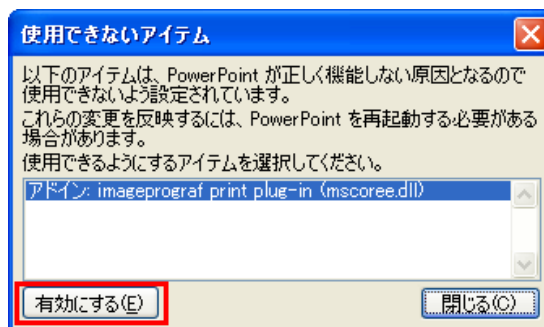 使用できないアイテム
以下のアイテムは、PowerPoint が正しく機能しない原因となるので
使用できないよう設定されています。
これらの変更を反映するには、PowerPoint を再起動する必要がある
場合があります。
使用できるようにするアイテムを選択してください。
アドイン: imageprograf print plug-in (mscoree.dll)
有効にする(E) 閉じる(C)